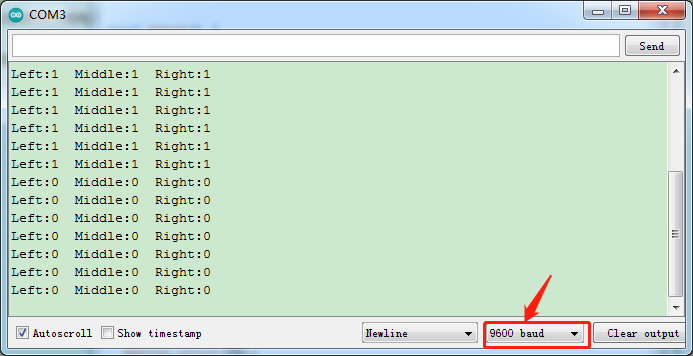 COM3
Send
Left:1 Middle:1 Right:1
Left:1 Middle:1 Right:1
Left:1 Middle:1 Right:1
Left:1 Middle:1 Right:1
Left:1 Middle:1 Right:1
Left:1 Middle:1 Right:1
Left:0 Middle:0 Right:0
Left:0 Middle:0 Right:0
Left:0 Middle:0 Right:0
Left:0 Middle:0 Right:0
Left:0 Middle:0 Right:0
Left:0 Middle:0 Right:0
Left:0 Middle:0 Right:0
Autoscroll Show timestamp Newline 9600 baud Clear output